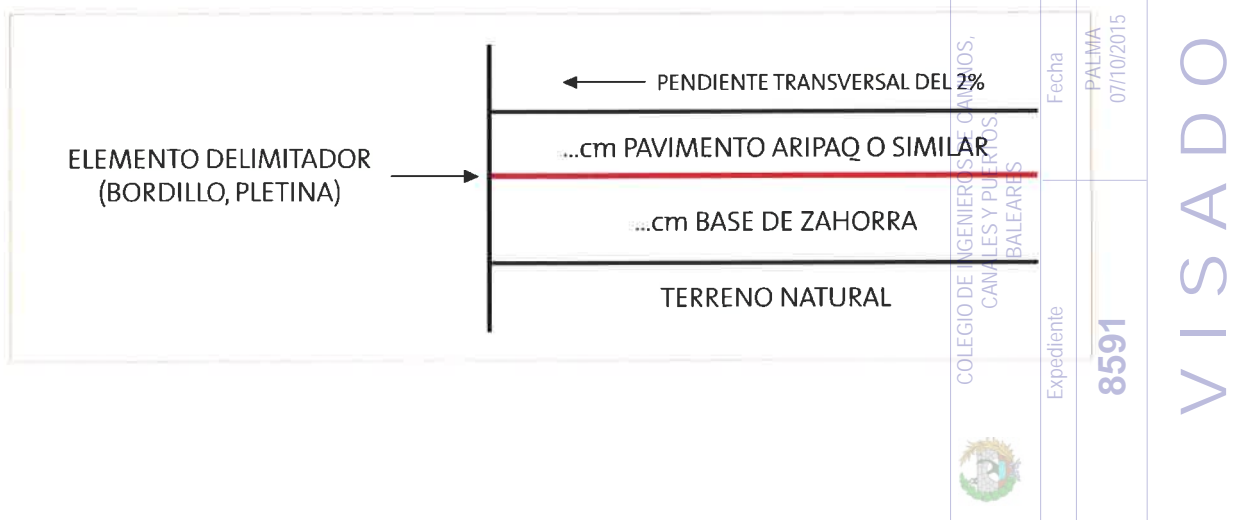 PENDIENTE TRANSVERSAL DEL 2%
ELEMENTO DELIMITADOR
(BORDILLO, PLETINA)
...cm PAVIMENTO ARIPAQ O SIMILAR
...cm BASE DE ZAHORRA
TERRENO NATURAL
COLEGIO DE INGENIEROS DE CAMINOS,
CANALES Y PUERTOS.
BALEARES
Expediente
8591
Fecha
PALMA
07/10/2015
VISADO